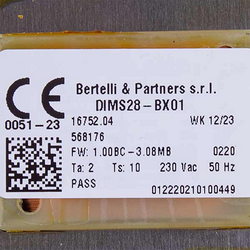 Bertelli & Partners s.r.l.
DIMS28-BX01
CE
0051-23
16752.04 WK 12/23
568176
FW: 1.00BC-3.08MB 0220
Ta: 2 Ts: 10 230 Vac 50 Hz
PASS 012220210100449